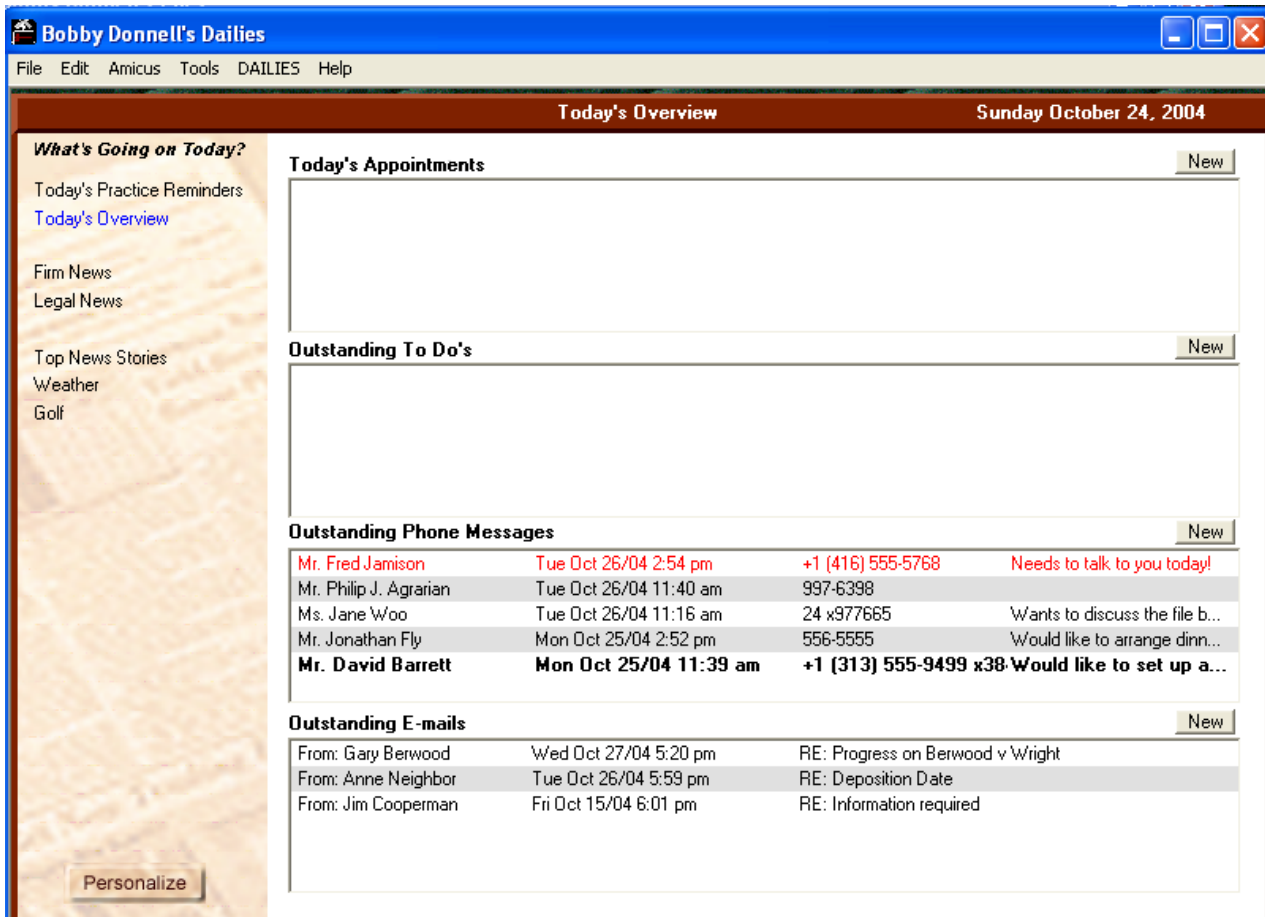 Bobby Donnell's Dailies
File Edit Amicus Tools DAILIES Help
Today's Overview Sunday October 24, 2004
What's Going on Today?
Today's Practice Reminders
Today's Overview
Firm News
Legal News
Top News Stories
Weather
Golf
Personalize
Today's Appointments New
Outstanding To Do's New
Outstanding Phone Messages New
Mr. Fred Jamison Tue Oct 26/04 2:54 pm +1 (416) 555-5768 Needs to talk to you today!
Mr. Philip J. Agrarian Tue Oct 26/04 11:40 am 997-6398
Ms. Jane Woo Tue Oct 26/04 11:16 am 24 x977665 Wants to discuss the file b...
Mr. Jonathan Fly Mon Oct 25/04 2:52 pm 556-5555 Would like to arrange dinn...
Mr. David Barrett Mon Oct 25/04 11:39 am +1 (313) 555-9499 x38 Would like to set up a...
Outstanding E-mails New
From: Gary Berwood Wed Oct 27/04 5:20 pm RE: Progress on Berwood v Wright
From: Anne Neighbor Tue Oct 26/04 5:59 pm RE: Deposition Date
From: Jim Cooperman Fri Oct 15/04 6:01 pm RE: Information required